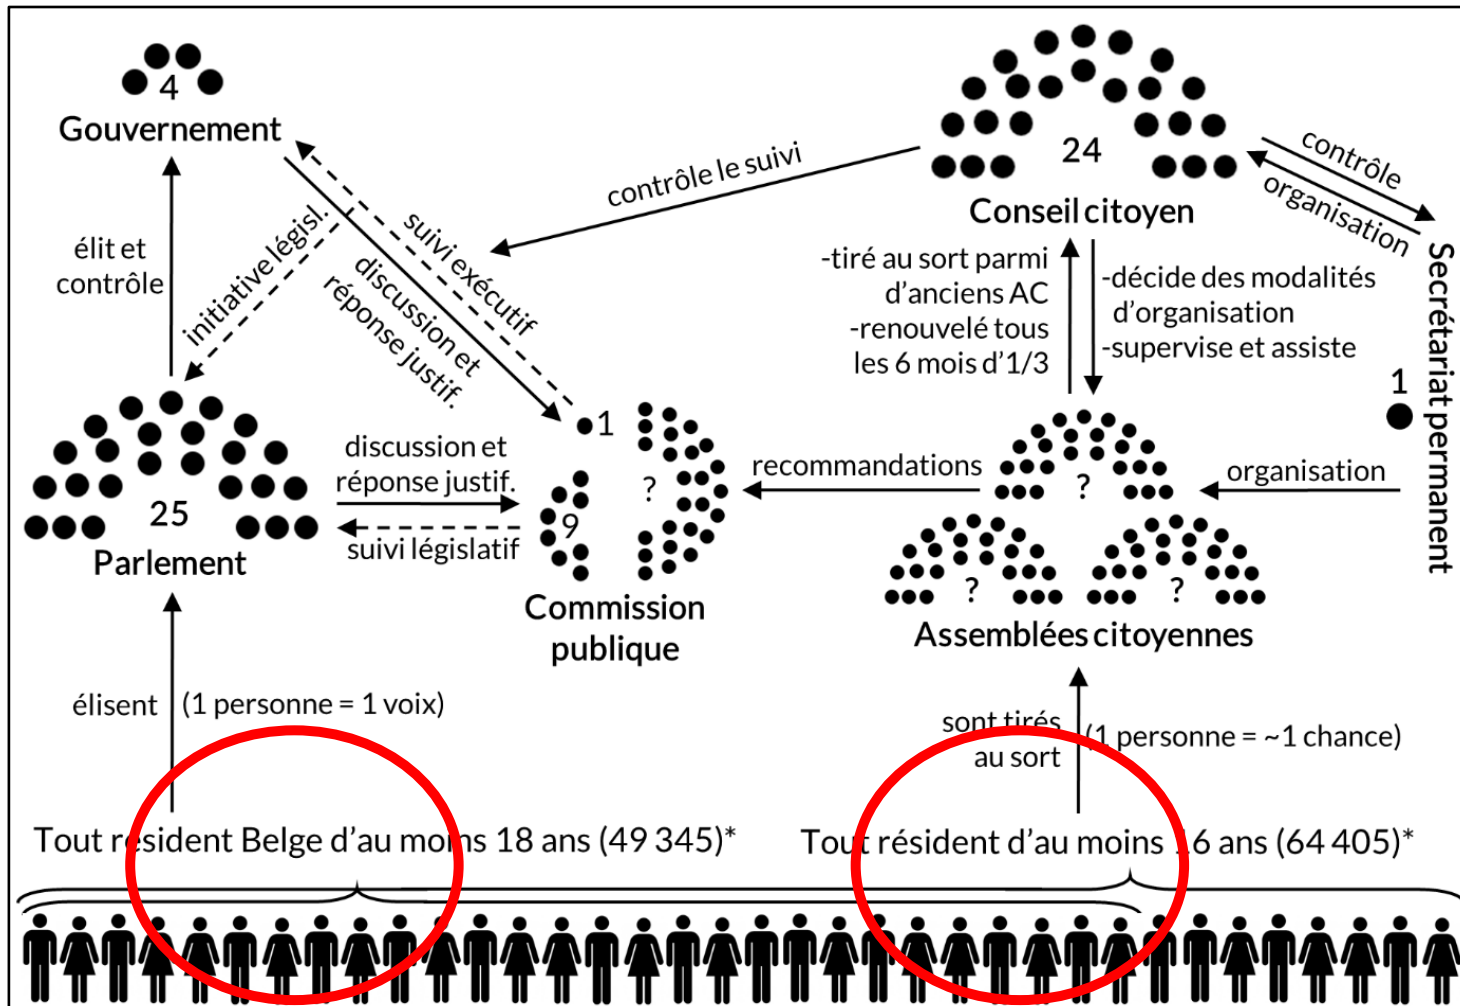 4
Gouvernement
élit et
contrôle
initiative législ.
suivi exécutif
discussion et
réponse justif.
contrôle le suivi
24
Conseil citoyen
contrôle
organisation
Secrétariat permanent
1
-tiré au sort parmi
d'anciens AC
-renouvelé tous
les 6 mois d'1/3
-décide des modalités
d'organisation
-supervise et assiste
25
Parlement
discussion et
réponse justif.
suivi législatif
1
9
?
Commission
publique
recommandations
?
?
?
Assemblées citoyennes
organisation
élisent
(1 personne = 1 voix)
sont tirés
au sort
(1 personne = ~1 chance)
Tout résident Belge d'au moins 18 ans (49 345)*
Tout résident d'au moins 16 ans (64 405)*